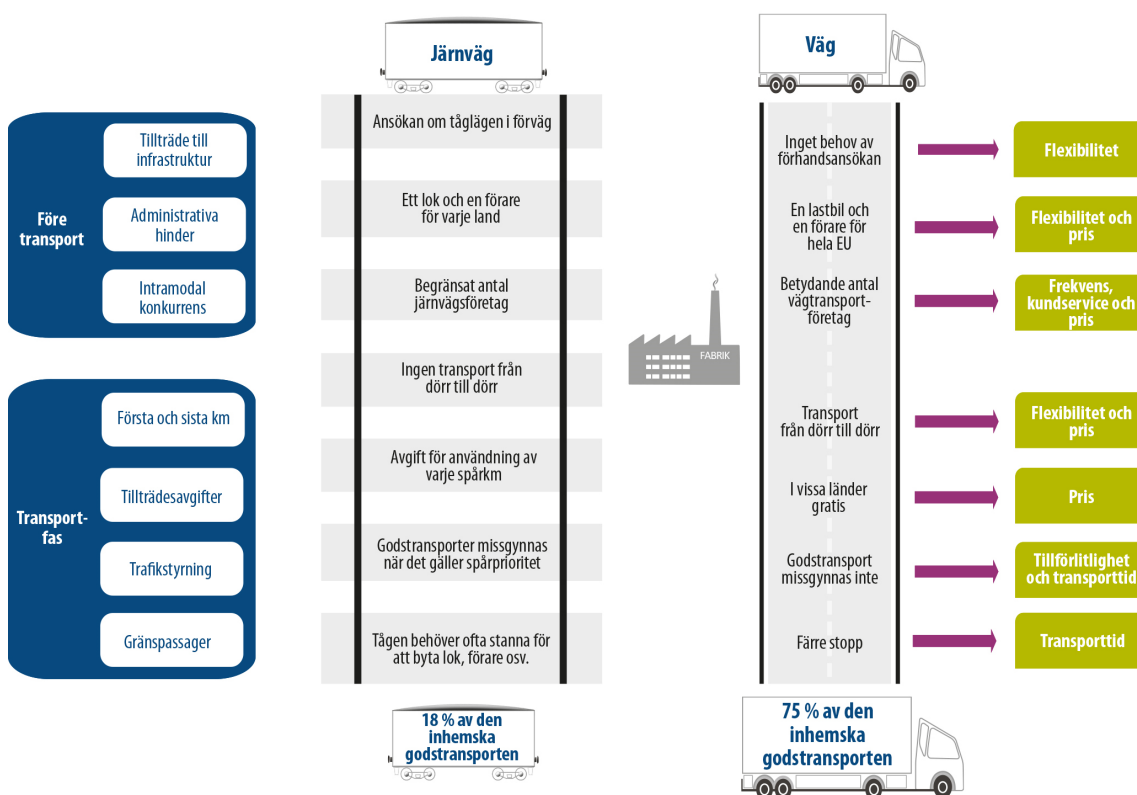 Järnväg
Väg
Före
transport
Tillträde till
infrastruktur
Ansökan om tåglägen i förväg
Inget behov av
förhandsansökan
Flexibilitet
Administrativa
hinder
Ett lok och en förare
för varje land
En lastbil och
en förare för
hela EU
Flexibilitet och
pris
Intramodal
konkurrens
Begränsat antal
järnvägsföretag
Betydande antal
vägtransport-
företag
Frekvens,
kundservice och
pris
FABRIK
Transport-
fas
Första och sista km
Ingen transport från
dörr till dörr
Transport
från dörr till dörr
Flexibilitet och
pris
Tillträdesavgifter
Avgift för användning av
varje spårkm
I vissa länder
gratis
Pris
Trafikstyrning
Godstransporter missgynnas
när det gäller spårprioritet
Godstransport
missgynnas inte
Tillförlitlighet
och transporttid
Gränspassager
Tågen behöver ofta stanna för
att byta lok, förare osv.
Färre stopp
Transporttid
18 % av den
inhemska
godstransporten
75 % av den
inhemska
godstransporten